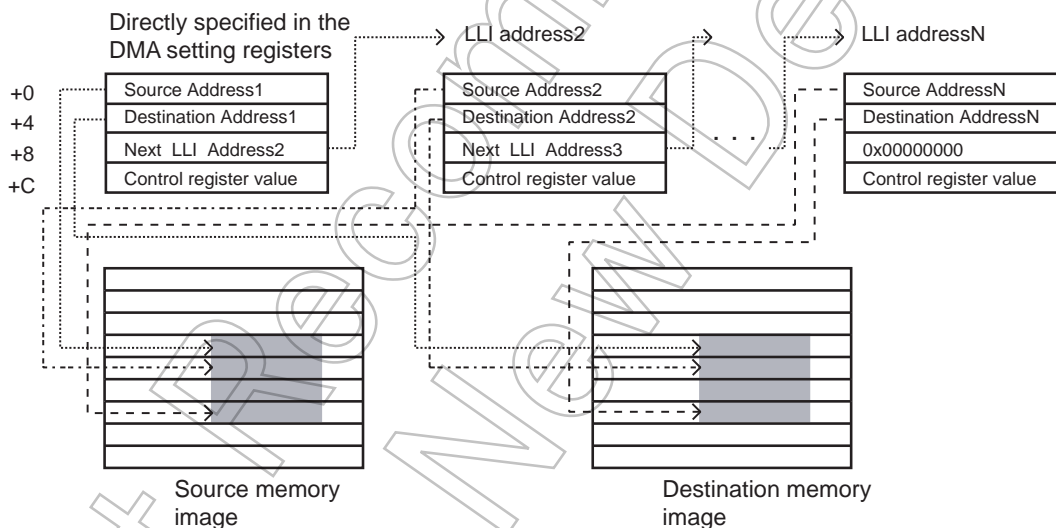 Directly specified in the
DMA setting registers
LLI address2
LLI addressN
+0
+4
+8
+C
Source Address1
Destination Address1
Next LLI Address2
Control register value
Source Address2
Destination Address2
Next LLI Address3
Control register value
. . .
Source AddressN
Destination AddressN
0x00000000
Control register value
Source memory
image
Destination memory
image